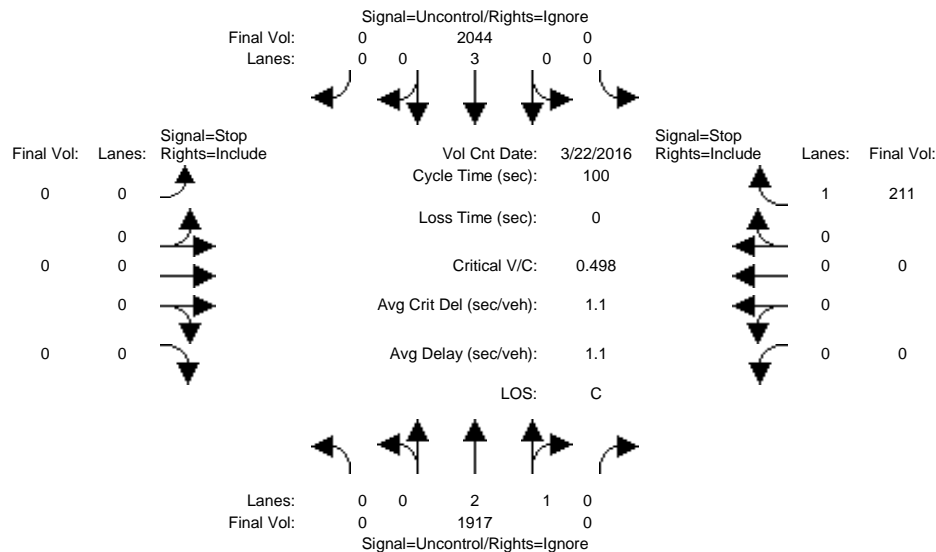 Signal=Uncontrol/Rights=Ignore
Final Vol: 0 2044 0
Lanes: 0 0 3 0 0
Signal=Stop Signal=Stop
Final Vol: Lanes: Rights=Include Vol Cnt Date: 3/22/2016 Rights=Include Lanes: Final Vol:
Cycle Time (sec): 100
0 0 1 211
Loss Time (sec): 0
0 0
0 0 Critical V/C: 0.498 0 0
0 Avg Crit Del (sec/veh): 1.1 0
0 0 Avg Delay (sec/veh): 1.1 0 0
LOS: C
Lanes: 0 0 2 1 0
Final Vol: 0 1917 0
Signal=Uncontrol/Rights=Ignore